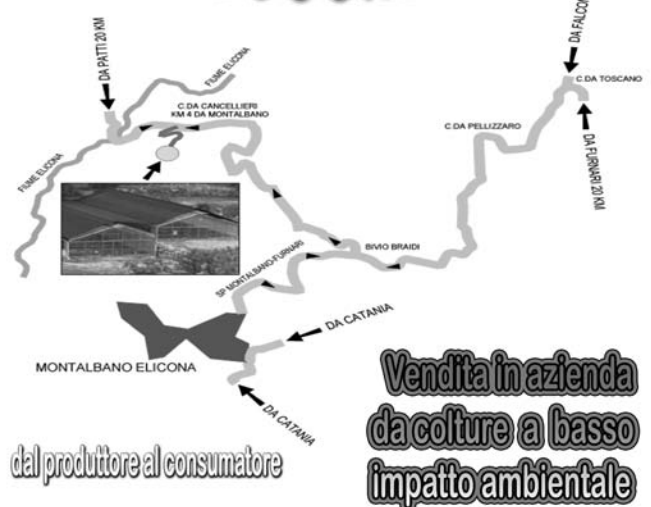 DA PATTI 20 KM
FIUME ELICONA
C.DA CANCELLIERI
KM 4 DA MONTALBANO
FIUME ELICONA
C.DA TOSCANO
C.DA PELLIZZARO
DA FURNARI 20 KM
BIVIO BRAIDI
SP MONTALBANO-FURNARI
DA CATANIA
MONTALBANO ELICONA
DA CATANIA
dal produttore al consumatore
Vendita in azienda
da colture a basso
impatto ambientale